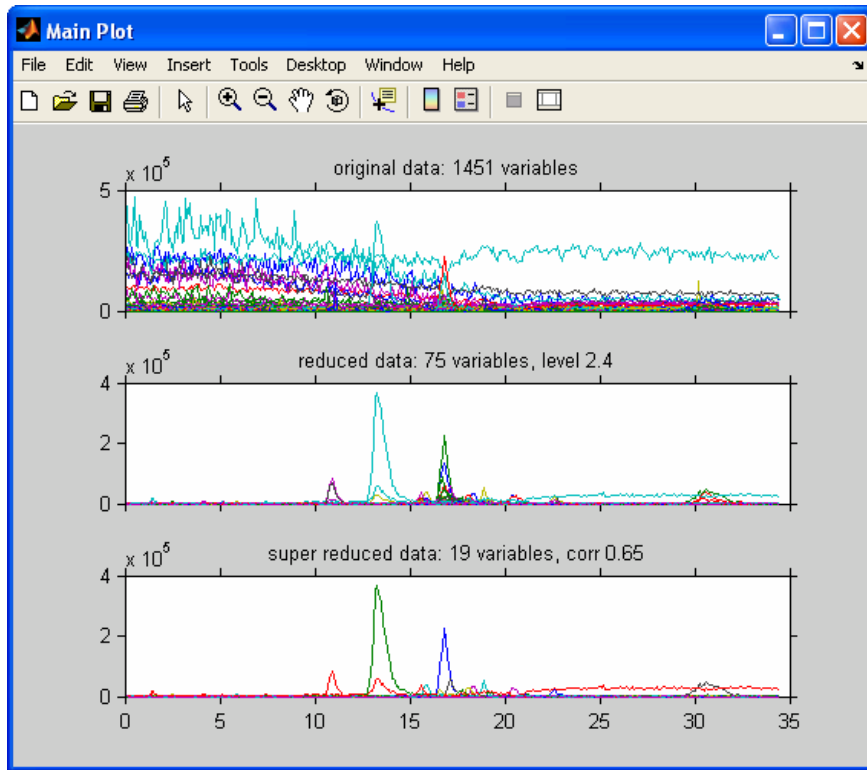 Main Plot
File Edit View Insert Tools Desktop Window Help
x 10^5
original data: 1451 variables
5
0
x 10^5
reduced data: 75 variables, level 2.4
4
2
0
x 10^5
super reduced data: 19 variables, corr 0.65
4
2
0
0 5 10 15 20 25 30 35